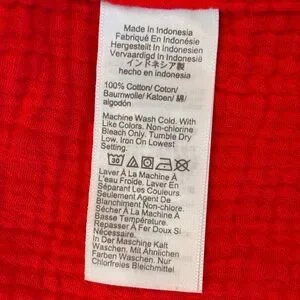 Made In Indonesia
Fabriqué En Indonésie
Hergestellt In Indonesien
Vervaardigd In Indonesië
インドネシア製
hecho en indonesia
100% Cotton/ Coton/
Baumwolle/ Katoen/ 綿/
algodón
Machine Wash Cold. With
Like Colors. Non-chlorine
Bleach Only. Tumble Dry
Low. Iron On Lowest
Setting.
30
Laver À La Machine À
L'eau Froide. Laver En
Séparant Les Couleurs.
Seulement Agent De
Blanchiment Non-chlore.
Sécher À La Machine À
Basse Température.
Repasser À Fer Doux Si
Nécessaire.
In Der Maschine Kalt
Waschen. Mit Ähnlichen
Farben Waschen. Nur
Chlorfreies Bleichmittel